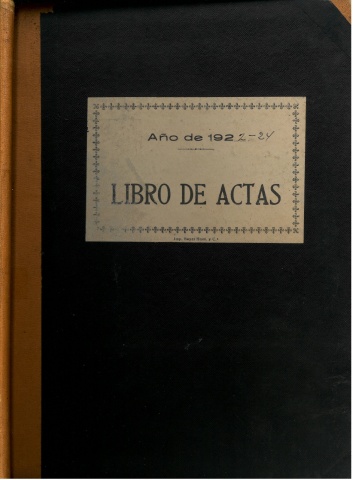 Año de 1922-24
LIBRO DE ACTAS